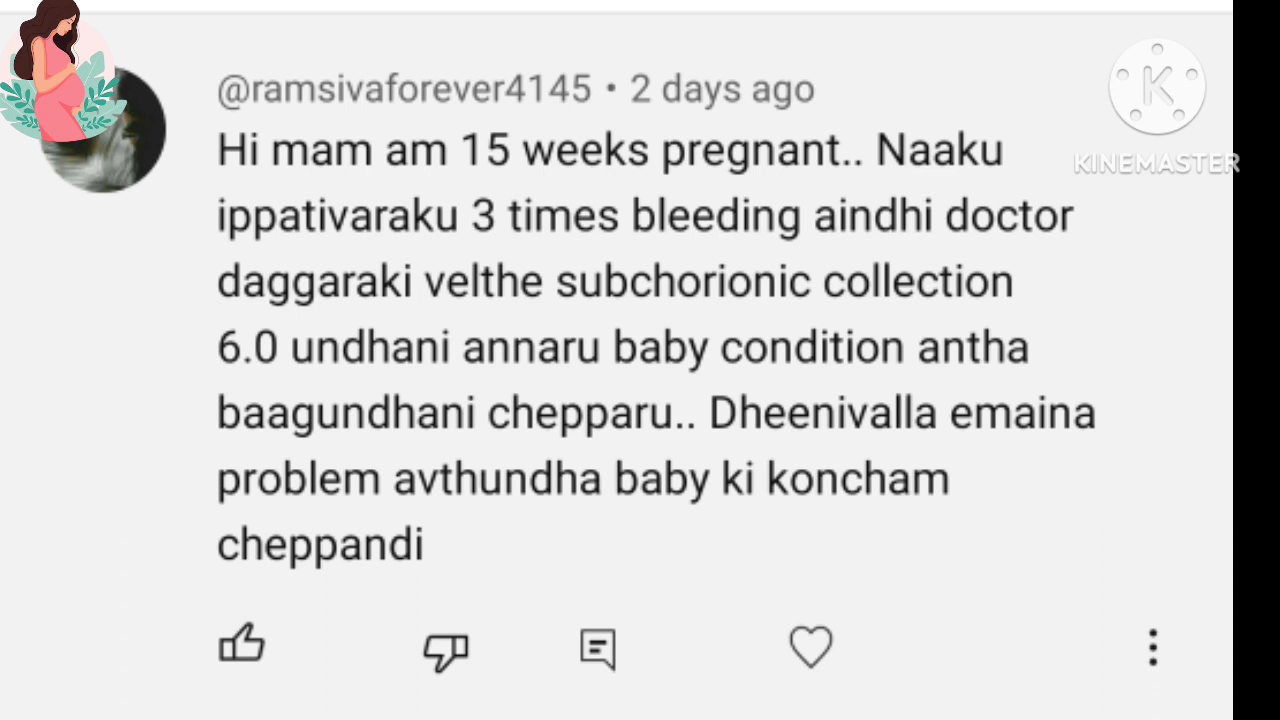 @ramsivaforever4145 • 2 days ago
Hi mam am 15 weeks pregnant.. Naaku
ippativaraku 3 times bleeding aindhi doctor
daggaraki velthe subchorionic collection
6.0 undhani annaru baby condition antha
baagundhani chepparu.. Dheenivalla emaina
problem avthundha baby ki koncham
cheppandi
K
KINEMASTER